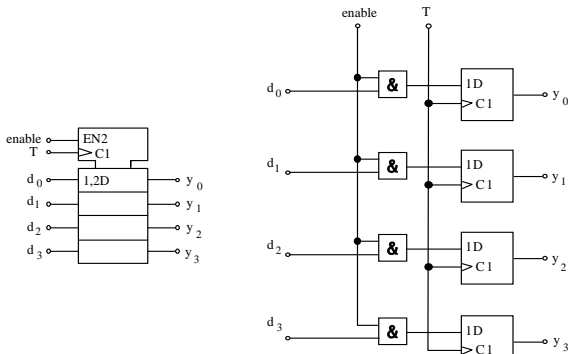 enable
T
d0
&
1D
C1
y0
enable
T
EN2
C1
d1
&
1D
C1
y1
d0
1,2D
y0
d1
y1
d2
y2
d3
y3
d2
&
1D
C1
y2
d3
&
1D
C1
y3